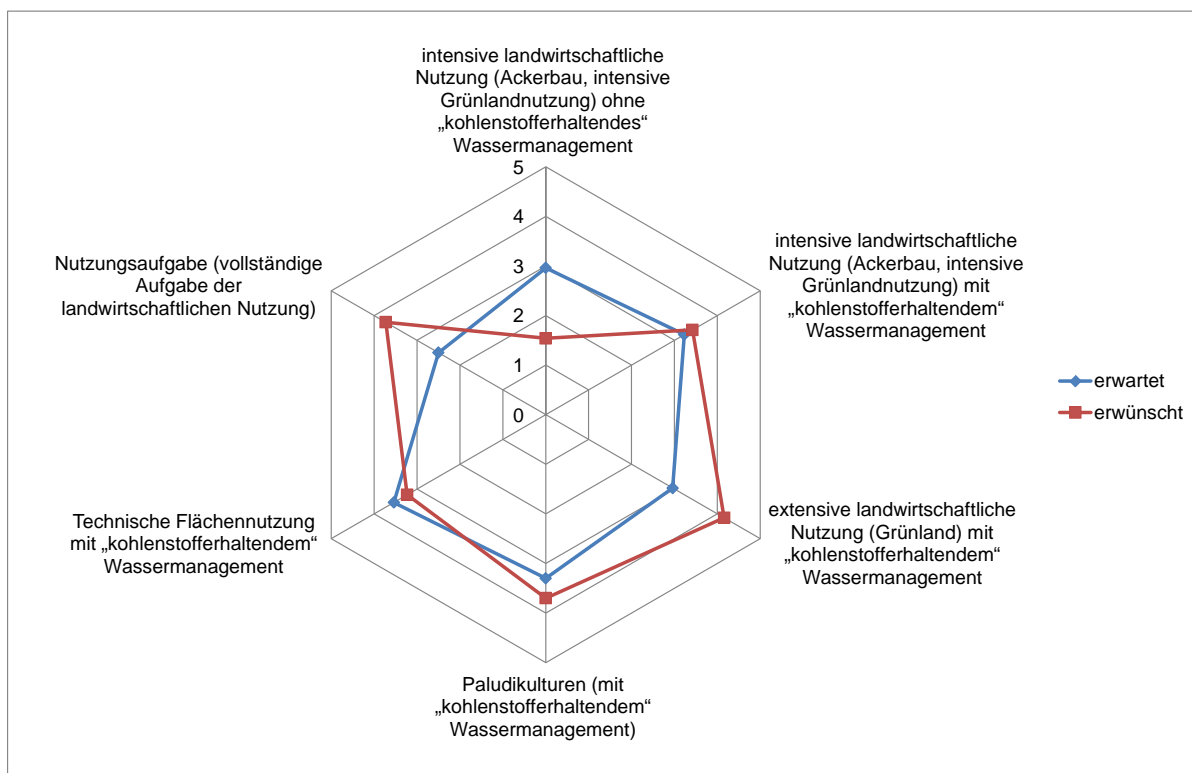 intensive landwirtschaftliche
Nutzung (Ackerbau, intensive
Grünlandnutzung) ohne
„kohlenstofferhaltendes“
Wassermanagement
5
4
3
2
1
0
intensive landwirtschaftliche
Nutzung (Ackerbau, intensive
Grünlandnutzung) mit
„kohlenstofferhaltendem“
Wassermanagement
extensive landwirtschaftliche
Nutzung (Grünland) mit
„kohlenstofferhaltendem“
Wassermanagement
Paludikulturen (mit
„kohlenstofferhaltendem“
Wassermanagement)
Technische Flächennutzung
mit „kohlenstofferhaltendem“
Wassermanagement
Nutzungsaufgabe (vollständige
Aufgabe der
landwirtschaftlichen Nutzung)
erwartet
erwünscht